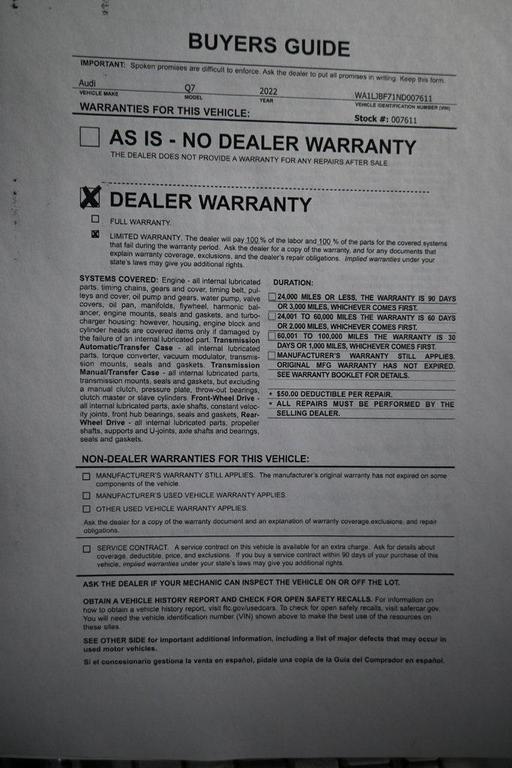 BUYERS GUIDE
IMPORTANT: Spoken promises are difficult to enforce. Ask the dealer to put all promises in writing. Keep this form.
Audi Q7 2022 WA1LJBF71ND007611
VEHICLE MAKE MODEL YEAR VEHICLE IDENTIFICATION NUMBER (VIN)
WARRANTIES FOR THIS VEHICLE:
Stock #: 007611
AS IS - NO DEALER WARRANTY
THE DEALER DOES NOT PROVIDE A WARRANTY FOR ANY REPAIRS AFTER SALE.
X DEALER WARRANTY
FULL WARRANTY.
LIMITED WARRANTY. The dealer will pay 100 % of the labor and 100 % of the parts for the covered systems
that fail during the warranty period. Ask the dealer for a copy of the warranty, and for any documents that
explain warranty coverage, exclusions, and the dealer's repair obligations. Implied warranties under your
state's laws may give you additional rights.
SYSTEMS COVERED: Engine - all internal lubricated
parts, timing chains, gears and cover, timing belt, pul-
leys and cover, oil pump and gears, water pump, valve
covers, oil pan, manifolds, flywheel, harmonic bal-
ancer, engine mounts, seals and gaskets, and turbo-
charger housing; however, housing, engine block and
cylinder heads are covered items only if damaged by
the failure of an internal lubricated part. Transmission
Automatic/Transfer Case - all internal lubricated
parts, torque converter, vacuum modulator, transmis-
sion mounts, seals and gaskets. Transmission
Manual/Transfer Case - all internal lubricated parts,
transmission mounts, seals and gaskets, but excluding
a manual clutch, pressure plate, throw-out bearings,
clutch master or slave cylinders. Front-Wheel Drive -
all internal lubricated parts, axle shafts, constant veloc-
ity joints, front hub bearings, seals and gaskets, Rear-
Wheel Drive - all internal lubricated parts, propeller
shafts, supports and U-joints, axle shafts and bearings,
seals and gaskets.
DURATION:
24,000 MILES OR LESS, THE WARRANTY IS 90 DAYS
OR 3,000 MILES, WHICHEVER COMES FIRST.
24,001 TO 60,000 MILES THE WARRANTY IS 60 DAYS
OR 2,000 MILES, WHICHEVER COMES FIRST.
60,001 TO 100,000 MILES THE WARRANTY IS 30
DAYS OR 1,000 MILES, WHICHEVER COMES FIRST.
MANUFACTURER'S WARRANTY STILL APPLIES.
ORIGINAL MFG WARRANTY HAS NOT EXPIRED.
SEE WARRANTY BOOKLET FOR DETAILS.
* $50.00 DEDUCTIBLE PER REPAIR.
* ALL REPAIRS MUST BE PERFORMED BY THE
SELLING DEALER.
NON-DEALER WARRANTIES FOR THIS VEHICLE:
MANUFACTURER'S WARRANTY STILL APPLIES. The manufacturer's original warranty has not expired on some
components of the vehicle.
MANUFACTURER'S USED VEHICLE WARRANTY APPLIES.
OTHER USED VEHICLE WARRANTY APPLIES.
Ask the dealer for a copy of the warranty document and an explanation of warranty coverage,exclusions, and repair
obligations.
SERVICE CONTRACT. A service contract on this vehicle is available for an extra charge. Ask for details about
coverage, deductible, price, and exclusions. If you buy a service contract within 90 days of your purchase of this
vehicle, implied warranties under your state's laws may give you additional rights.
ASK THE DEALER IF YOUR MECHANIC CAN INSPECT THE VEHICLE ON OR OFF THE LOT.
OBTAIN A VEHICLE HISTORY REPORT AND CHECK FOR OPEN SAFETY RECALLS. For information on
how to obtain a vehicle history report, visit ftc.gov/usedcars. To check for open safety recalls, visit safercar.gov.
You will need the vehicle identification number (VIN) shown above to make the best use of the resources on
these sites.
SEE OTHER SIDE for important additional information, including a list of major defects that may occur in
used motor vehicles.
Si el concesionario gestiona la venta en español, pídale una copia de la Guía del Comprador en español.